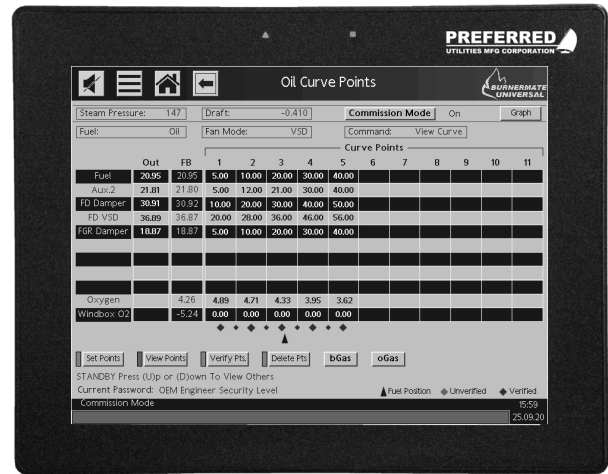 PREFERRED
UTILITIES MFG CORPORATION
Oil Curve Points
BURNERMATE
UNIVERSAL
Steam Pressure: 147 Draft: -0.410 Commission Mode On Graph
Fuel: Oil Fan Mode: VSD Command: View Curve
Curve Points
Out FB 1 2 3 4 5 6 7 8 9 10 11
Fuel 20.95 20.95 5.00 10.00 20.00 30.00 40.00
Aux.2 21.81 21.80 5.00 12.00 21.00 30.00 40.00
FD Damper 30.91 30.92 10.00 20.00 30.00 40.00 50.00
FD VSD 36.89 36.87 20.00 28.00 36.00 46.00 56.00
FGR Damper 18.87 18.87 5.00 10.00 20.00 30.00 40.00
Oxygen 4.26 4.89 4.71 4.33 3.95 3.62
Windbox O2 -5.24 0.00 0.00 0.00 0.00 0.00
Set Points View Points Verify Pts. Delete Pts bGas oGas
STANDBY Press (U)p or (D)own To View Others
Current Password: OEM Engineer Security Level Fuel Position Unverified Verified
Commission Mode 15:59
25.09.20